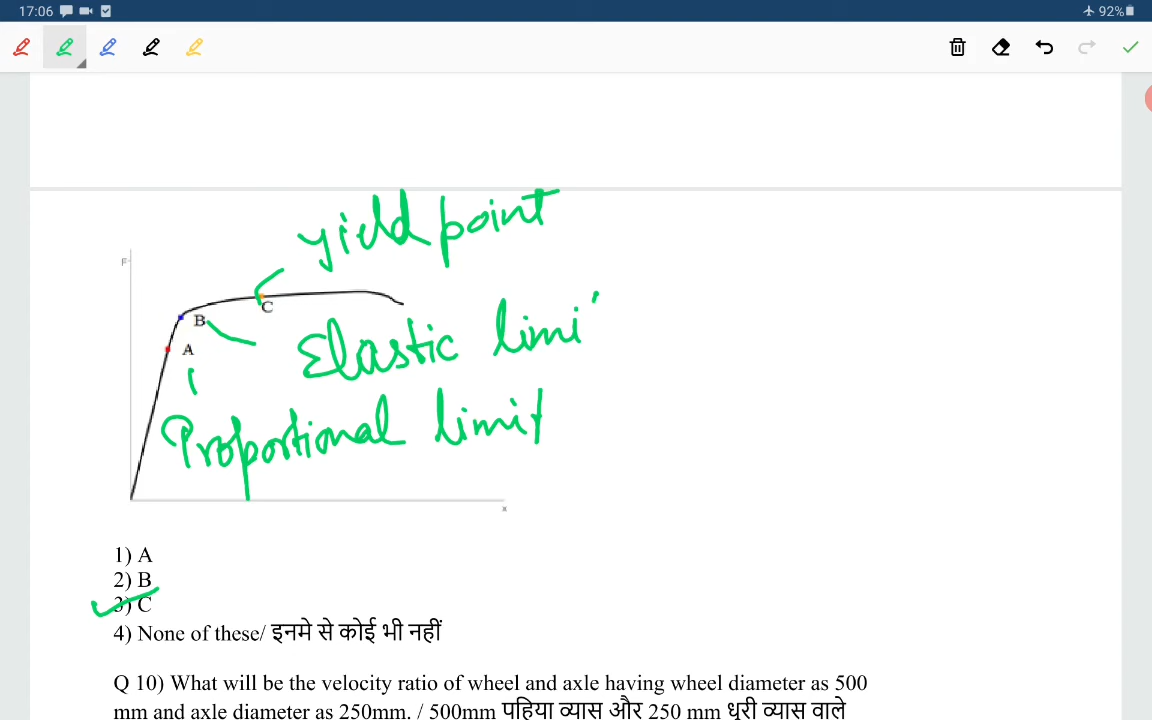 17:06
92%
yield point
F
C
B
Elastic limi
A
Proportional limit
x
1) A
2) B
3) C
4) None of these/ इनमे से कोई भी नहीं
Q 10) What will be the velocity ratio of wheel and axle having wheel diameter as 500
mm and axle diameter as 250mm. / 500mm पहिया व्यास और 250 mm धूरी व्यास वाले